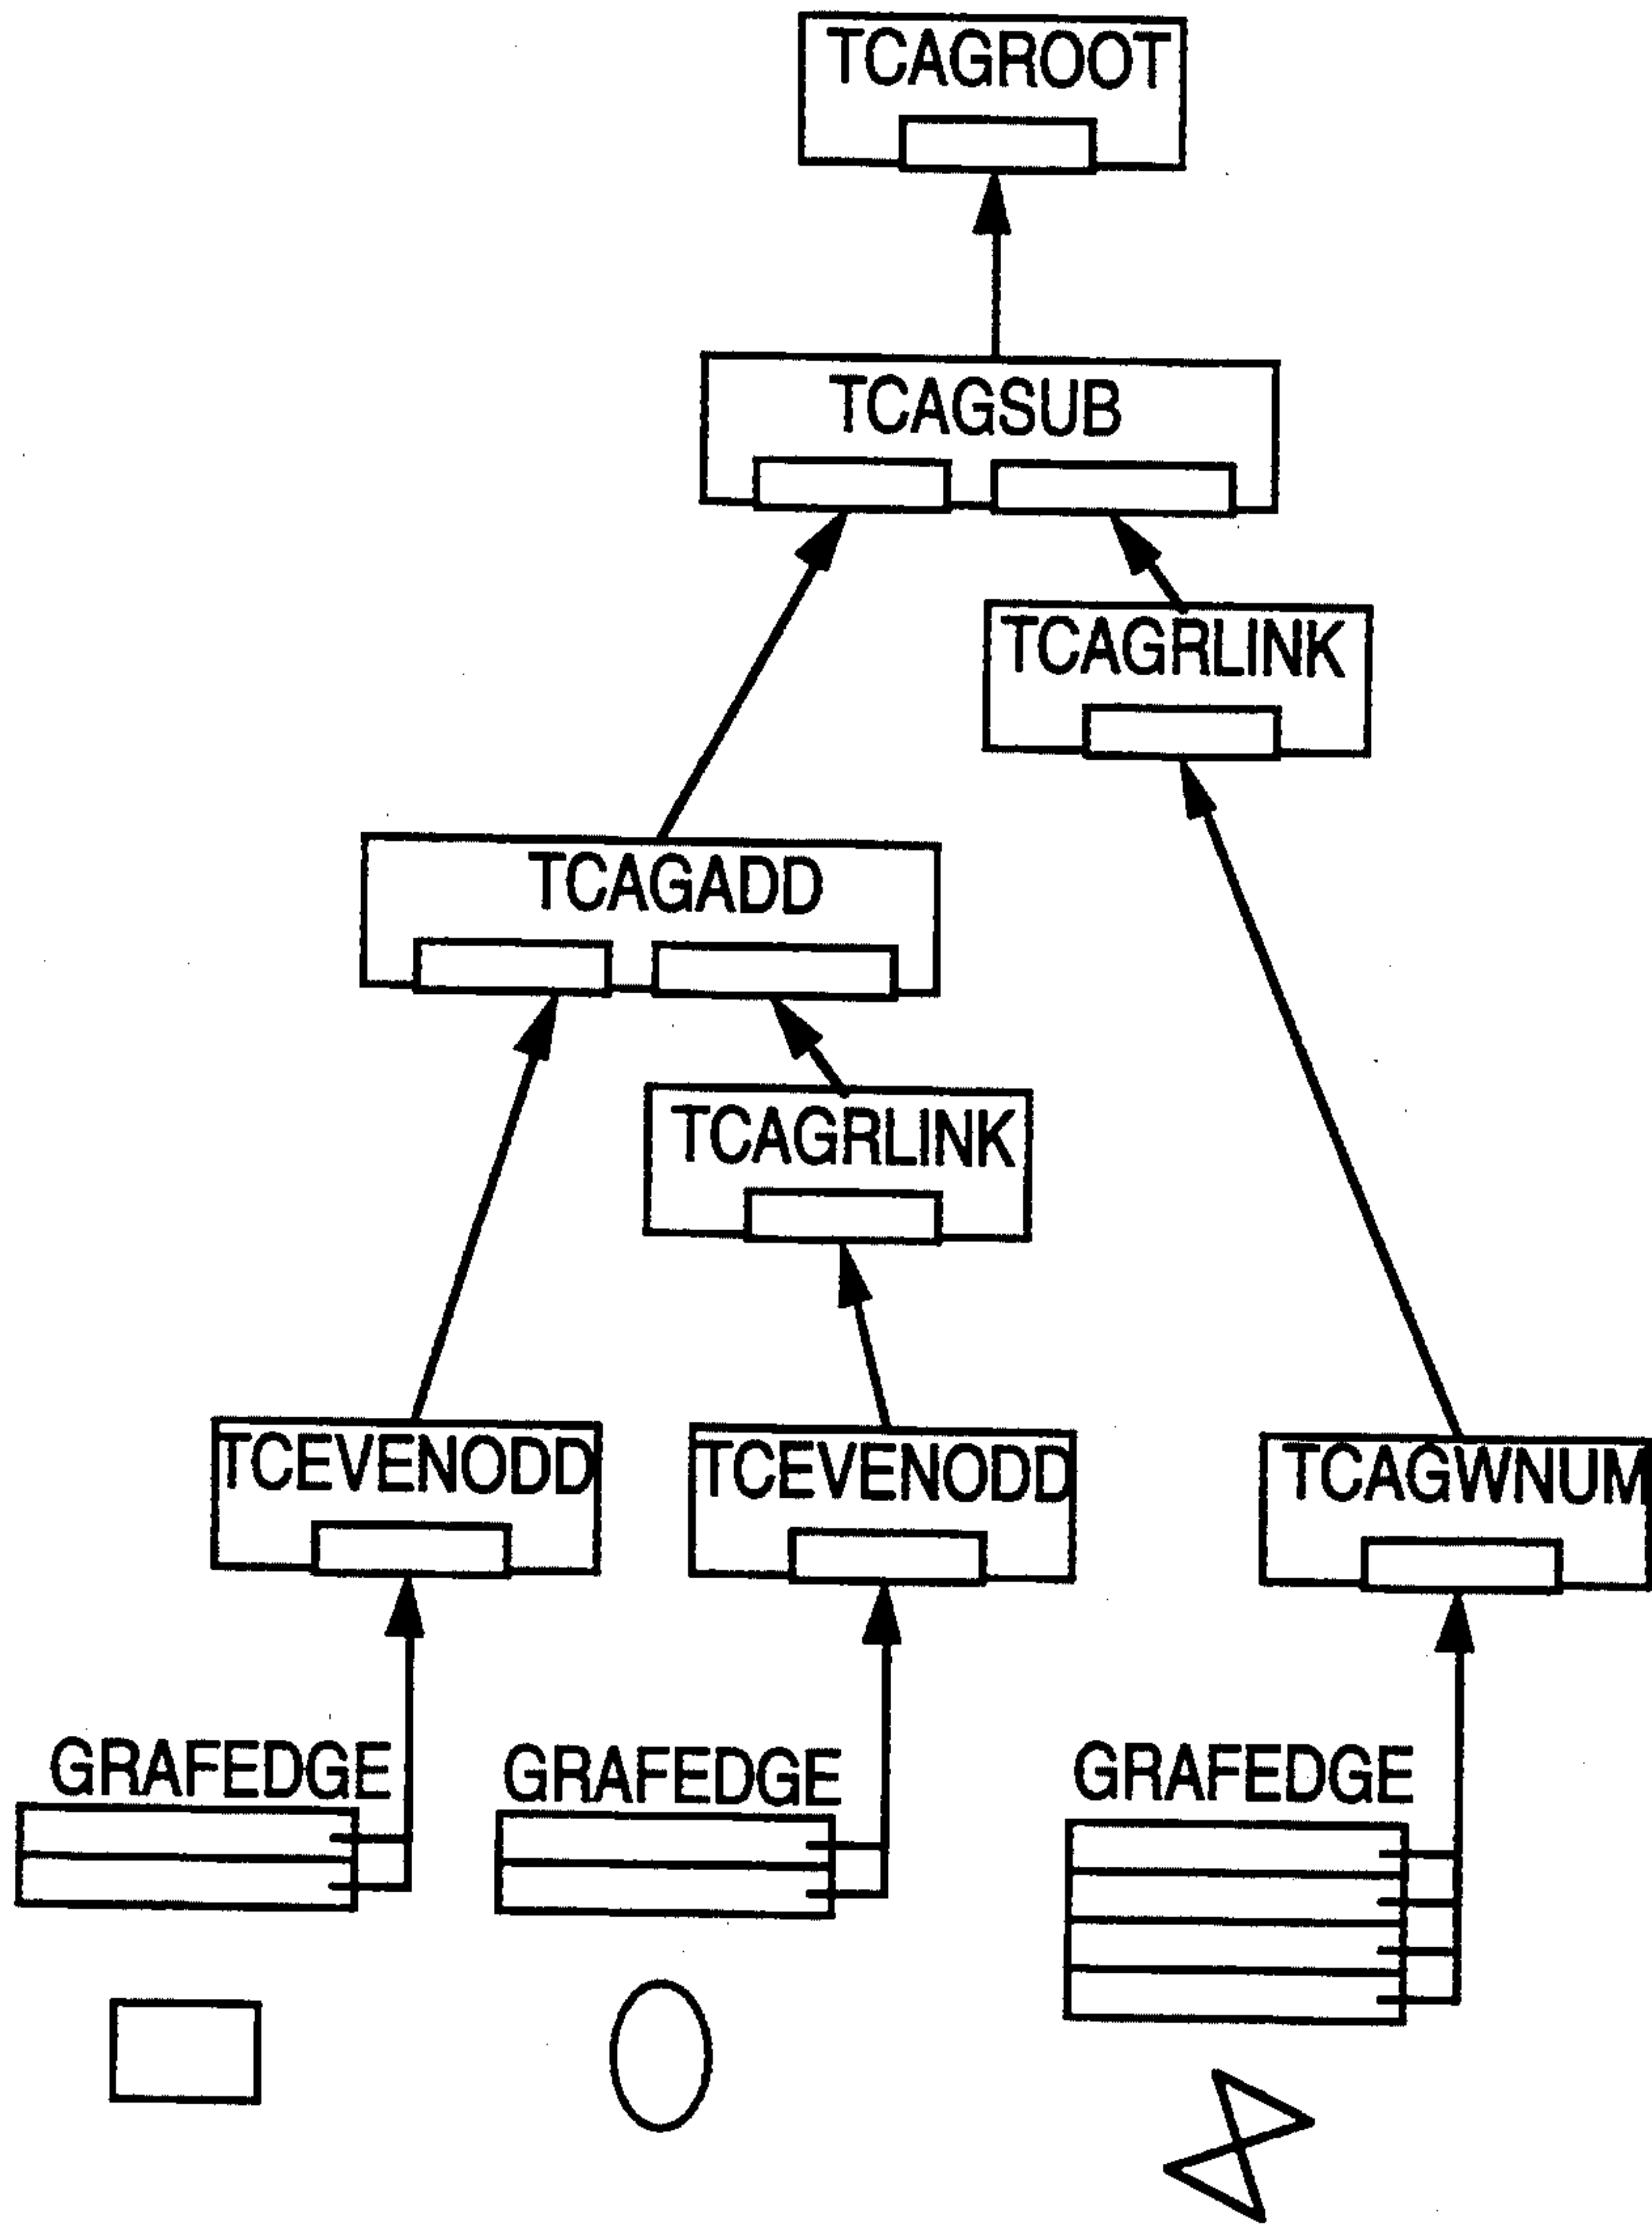 TCAGROOT
TCAGSUB
TCAGRLINK
TCAGADD
TCAGRLINK
TCEVENODD
TCEVENODD
TCAGWNUM
GRAFEDGE
GRAFEDGE
GRAFEDGE